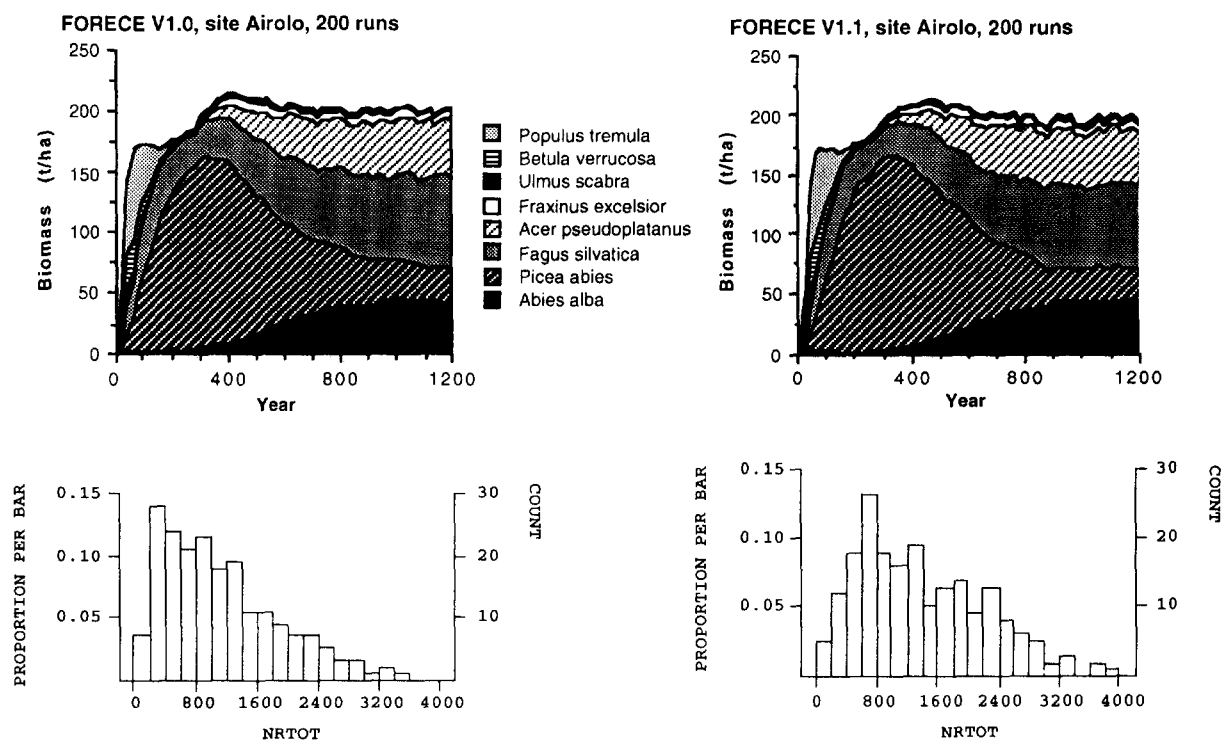 FORECE V1.0, site Airolo, 200 runs
250
200
150
100
50
0
Biomass (t/ha)
0 400 800 1200
Year
Populus tremula
Betula verrucosa
Ulmus scabra
Fraxinus excelsior
Acer pseudoplatanus
Fagus silvatica
Picea abies
Abies alba
FORECE V1.1, site Airolo, 200 runs
250
200
150
100
50
0
Biomass (t/ha)
0 400 800 1200
Year
PROPORTION PER BAR
0.15
0.10
0.05
30
20
10
COUNT
0 800 1600 2400 3200 4000
NRTOT
PROPORTION PER BAR
0.15
0.10
0.05
30
20
10
COUNT
0 800 1600 2400 3200 4000
NRTOT